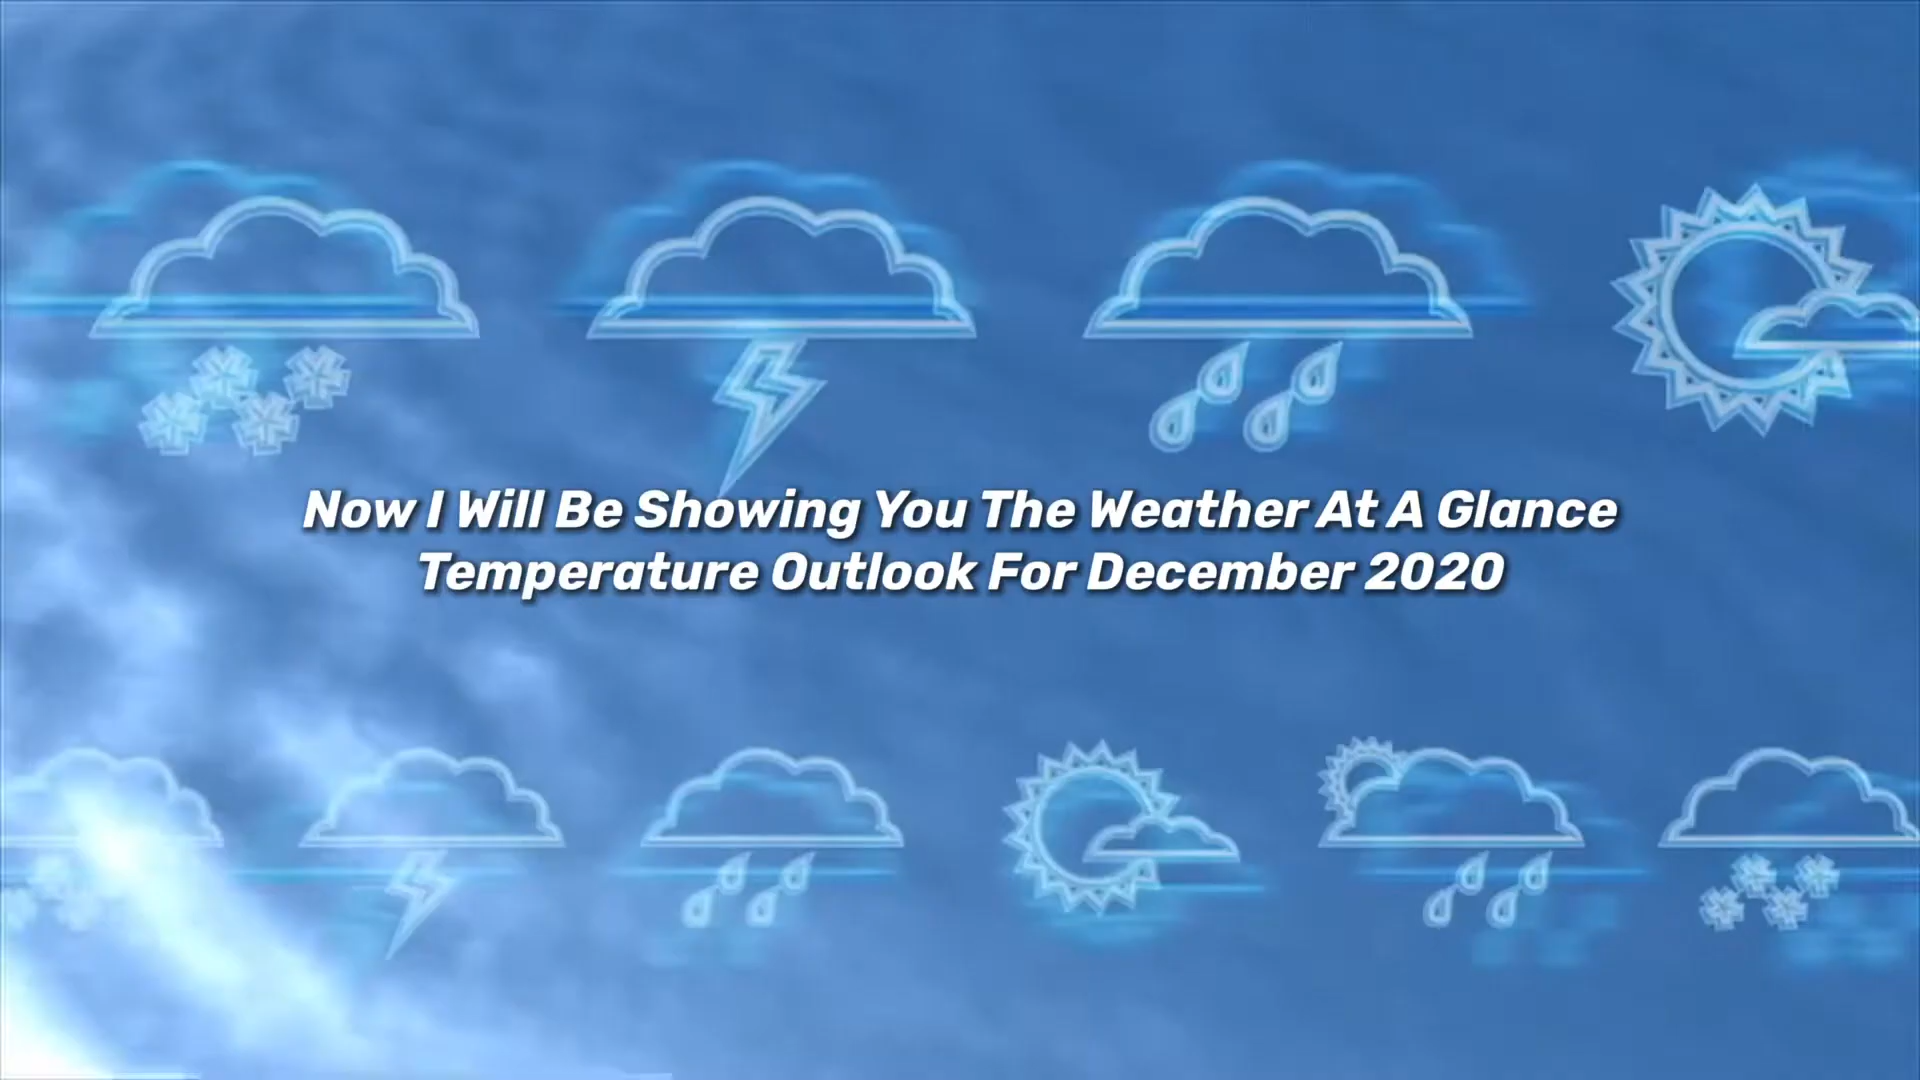 Now I Will Be Showing You The Weather At A Glance
Temperature Outlook For December 2020